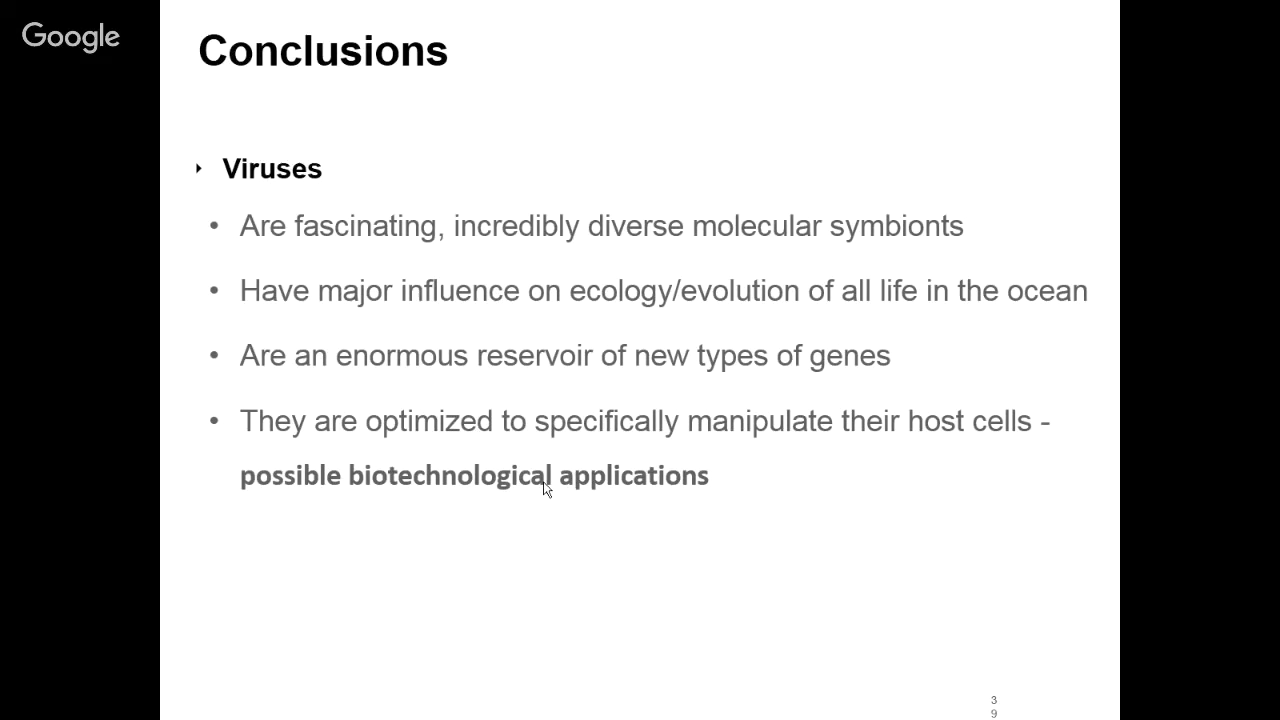 Google
Conclusions
‣ Viruses
• Are fascinating, incredibly diverse molecular symbionts
• Have major influence on ecology/evolution of all life in the ocean
• Are an enormous reservoir of new types of genes
• They are optimized to specifically manipulate their host cells -
possible biotechnological applications
3
9